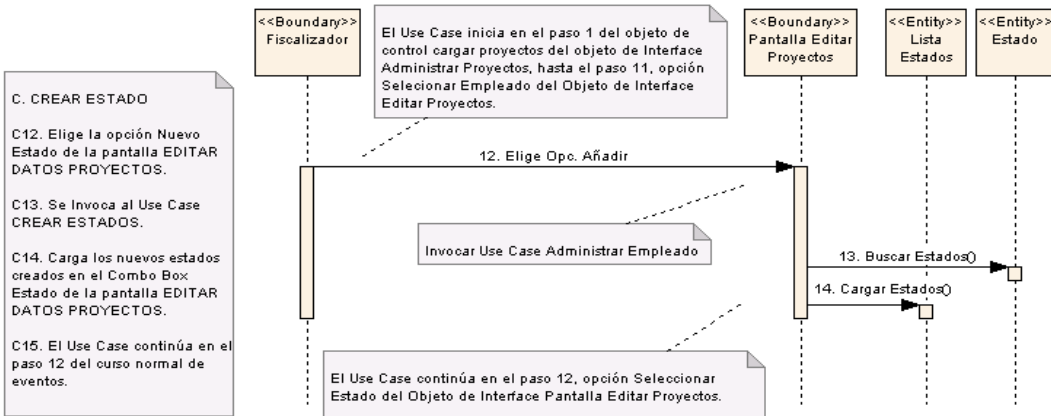 <<Boundary>>
Fiscalizador
El Use Case inicia en el paso 1 del objeto de
control cargar proyectos del objeto de Interface
Administrar Proyectos, hasta el paso 11, opción
Selecionar Empleado del Objeto de Interface
Editar Proyectos.
<<Boundary>>
Pantalla Editar
Proyectos
<<Entity>>
Lista
Estados
<<Entity>>
Estado
C. CREAR ESTADO
C12. Elige la opción Nuevo
Estado de la pantalla EDITAR
DATOS PROYECTOS.
C13. Se Invoca al Use Case
CREAR ESTADOS.
C14. Carga los nuevos estados
creados en el Combo Box
Estado de la pantalla EDITAR
DATOS PROYECTOS.
C15. El Use Case continúa en el
paso 12 del curso normal de
eventos.
12. Elige Opc. Añadir
Invocar Use Case Administrar Empleado
13. Buscar Estados()
14. Cargar Estados()
El Use Case continúa en el paso 12, opción Seleccionar
Estado del Objeto de Interface Pantalla Editar Proyectos.